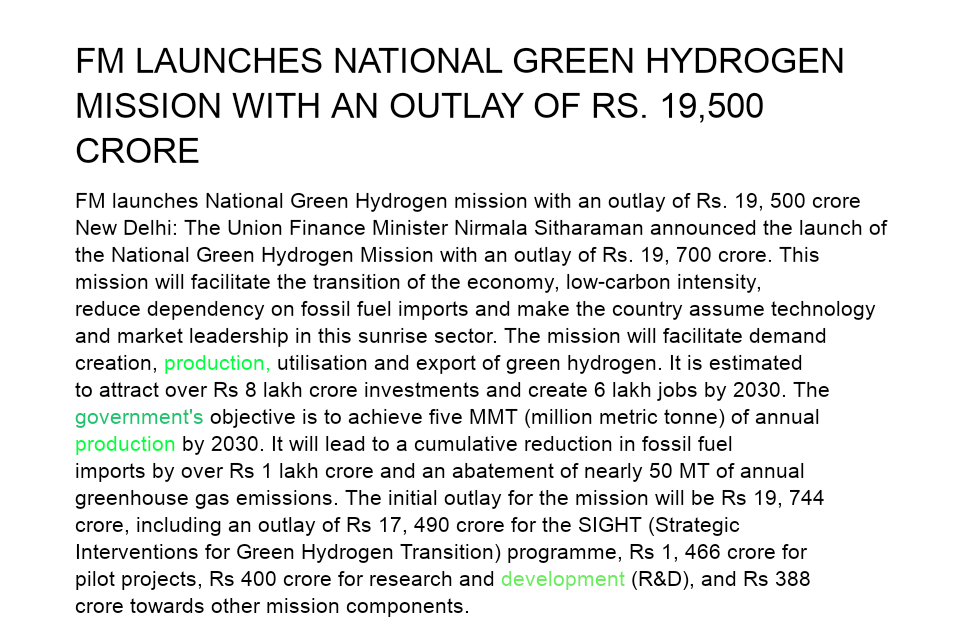 FM LAUNCHES NATIONAL GREEN HYDROGEN
MISSION WITH AN OUTLAY OF RS. 19,500
CRORE
FM launches National Green Hydrogen mission with an outlay of Rs. 19, 500 crore
New Delhi: The Union Finance Minister Nirmala Sitharaman announced the launch of
the National Green Hydrogen Mission with an outlay of Rs. 19, 700 crore. This
mission will facilitate the transition of the economy, low-carbon intensity,
reduce dependency on fossil fuel imports and make the country assume technology
and market leadership in this sunrise sector. The mission will facilitate demand
creation, production, utilisation and export of green hydrogen. It is estimated
to attract over Rs 8 lakh crore investments and create 6 lakh jobs by 2030. The
government's objective is to achieve five MMT (million metric tonne) of annual
production by 2030. It will lead to a cumulative reduction in fossil fuel
imports by over Rs 1 lakh crore and an abatement of nearly 50 MT of annual
greenhouse gas emissions. The initial outlay for the mission will be Rs 19, 744
crore, including an outlay of Rs 17, 490 crore for the SIGHT (Strategic
Interventions for Green Hydrogen Transition) programme, Rs 1, 466 crore for
pilot projects, Rs 400 crore for research and development (R&D), and Rs 388
crore towards other mission components.